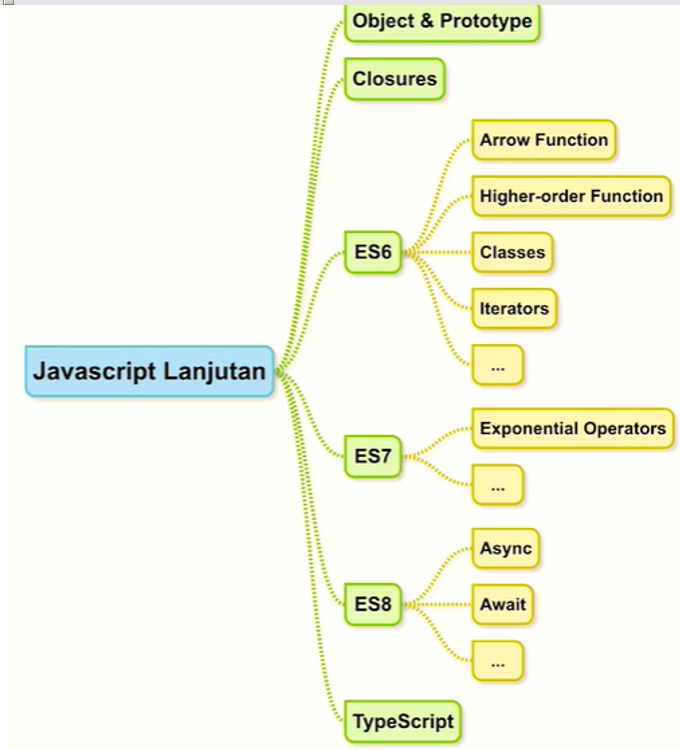 Object & Prototype
Closures
Arrow Function
Higher-order Function
ES6
Classes
Iterators
...
Javascript Lanjutan
Exponential Operators
ES7
...
Async
ES8
Await
...
TypeScript